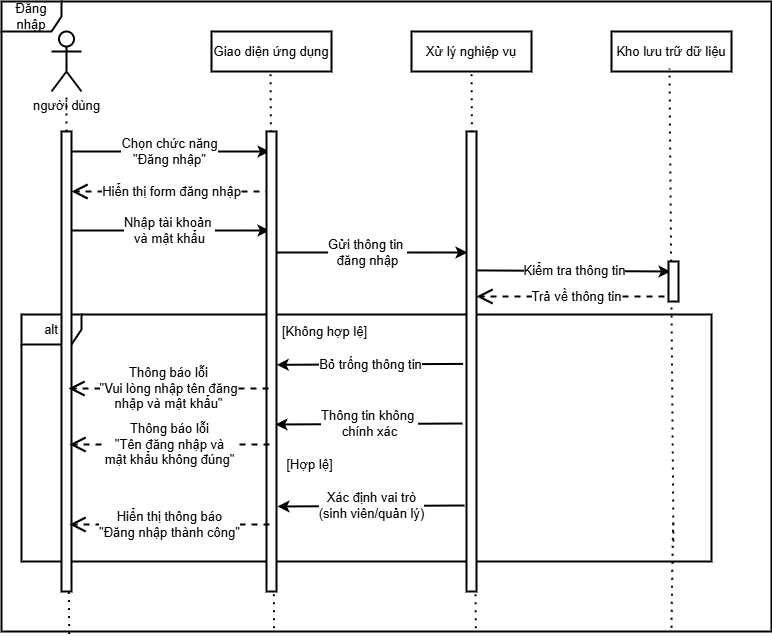 Đăng
nhập
Giao diện ứng dụng
Xử lý nghiệp vụ
Kho lưu trữ dữ liệu
người dùng
Chọn chức năng
"Đăng nhập"
Hiển thị form đăng nhập
Nhập tài khoản
và mật khẩu
Gửi thông tin
đăng nhập
Kiểm tra thông tin
Trả về thông tin
alt
[Không hợp lệ]
Bỏ trống thông tin
Thông báo lỗi
"Vui lòng nhập tên đăng
nhập và mật khẩu"
Thông tin không
chính xác
Thông báo lỗi
"Tên đăng nhập và
mật khẩu không đúng"
[Hợp lệ]
Xác định vai trò
(sinh viên/quản lý)
Hiển thị thông báo
"Đăng nhập thành công"